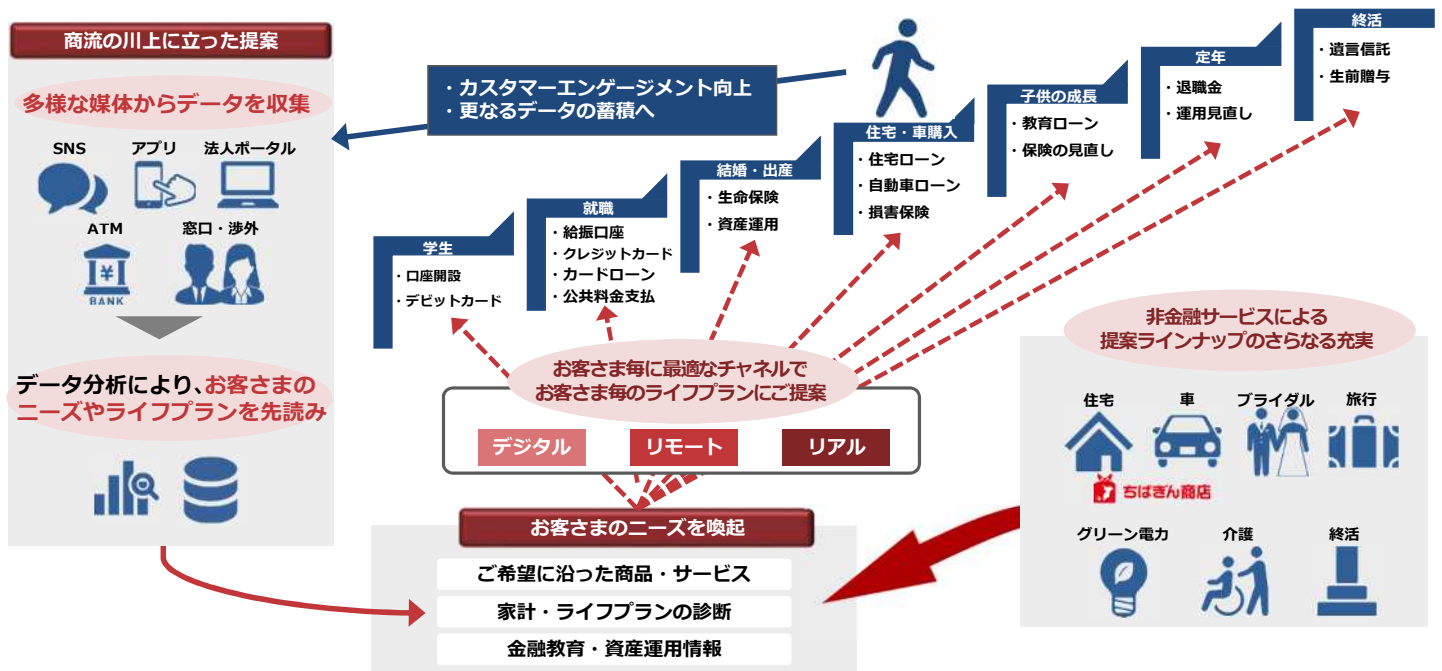 商流の川上に立った提案
多様な媒体からデータを収集
SNS
アプリ
法人ポータル
ATM
窓口・渉外
¥
BANK
データ分析により、お客さまの
ニーズやライフプランを先読み
・カスタマーエンゲージメント向上
・更なるデータの蓄積へ
学生
・口座開設
・デビットカード
就職
・給振口座
・クレジットカード
・カードローン
・公共料金支払
結婚・出産
・生命保険
・資産運用
住宅・車購入
・住宅ローン
・自動車ローン
・損害保険
子供の成長
・教育ローン
・保険の見直し
定年
・退職金
・運用見直し
終活
・遺言信託
・生前贈与
お客さま毎に最適なチャネルで
お客さま毎のライフプランにご提案
デジタル
リモート
リアル
お客さまのニーズを喚起
ご希望に沿った商品・サービス
家計・ライフプランの診断
金融教育・資産運用情報
非金融サービスによる
提案ラインナップのさらなる充実
住宅
車
ブライダル
旅行
ちばぎん商店
グリーン電力
介護
終活